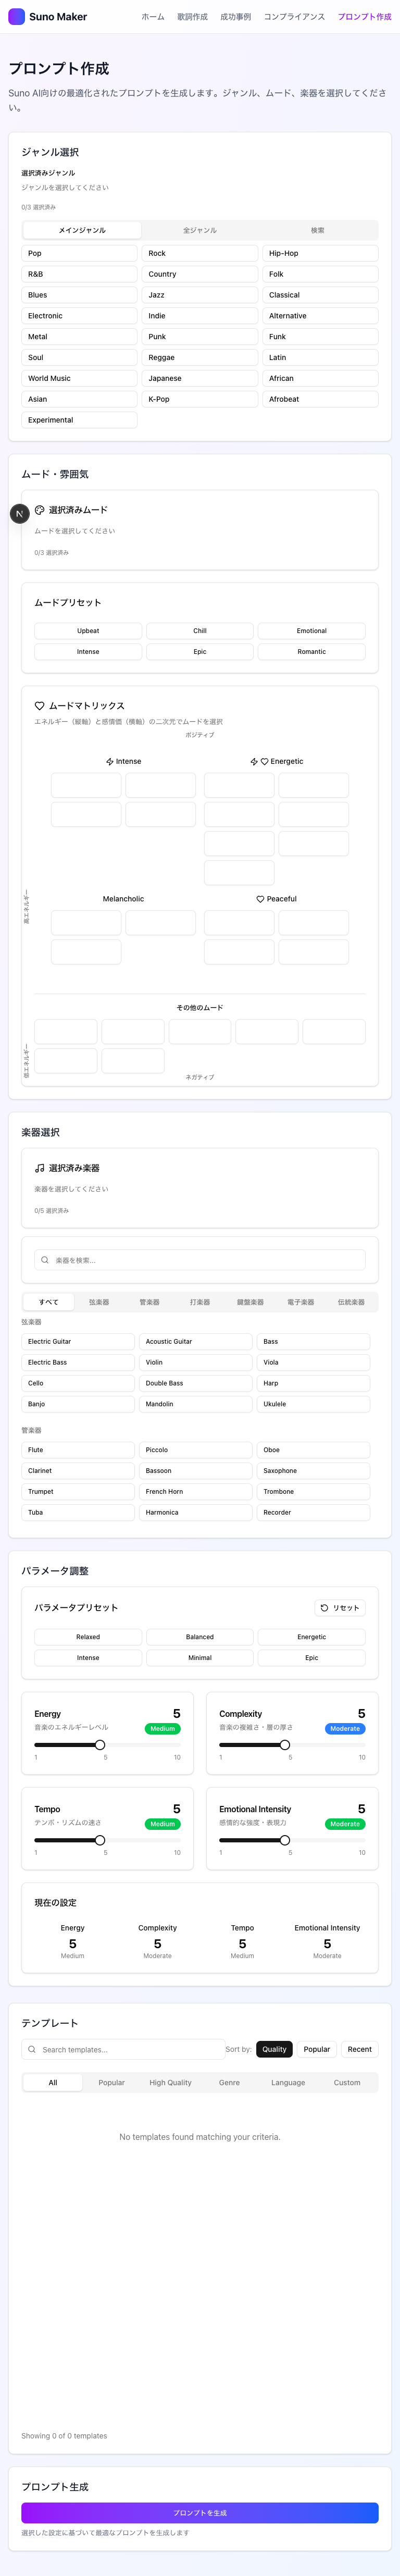 Suno Maker
ホーム 歌詞作成 成功事例 コンプライアンス プロンプト作成
プロンプト作成
Suno AI向けの最適化されたプロンプトを生成します。ジャンル、ムード、楽器を選択してくださ
い。
ジャンル選択
選択済みジャンル
ジャンルを選択してください
0/3 選択済み
メインジャンル 全ジャンル 検索
Pop Rock Hip-Hop
R&B Country Folk
Blues Jazz Classical
Electronic Indie Alternative
Metal Punk Funk
Soul Reggae Latin
World Music Japanese African
Asian K-Pop Afrobeat
Experimental
ムード・雰囲気
N
選択済みムード
ムードを選択してください
0/3 選択済み
ムードプリセット
Upbeat Chill Emotional
Intense Epic Romantic
ムードマトリックス
エネルギー（縦軸）と感情価（横軸）の二次元でムードを選択
ポジティブ
Intense Energetic
高エネルギー
Melancholic Peaceful
その他のムード
低エネルギー
ネガティブ
楽器選択
選択済み楽器
楽器を選択してください
0/5 選択済み
楽器を検索...
すべて 弦楽器 管楽器 打楽器 鍵盤楽器 電子楽器 伝統楽器
弦楽器
Electric Guitar Acoustic Guitar Bass
Electric Bass Violin Viola
Cello Double Bass Harp
Banjo Mandolin Ukulele
管楽器
Flute Piccolo Oboe
Clarinet Bassoon Saxophone
Trumpet French Horn Trombone
Tuba Harmonica Recorder
パラメータ調整
パラメータプリセット リセット
Relaxed Balanced Energetic
Intense Minimal Epic
Energy 5
音楽のエネルギーレベル Medium
1 5 10
Complexity 5
音楽の複雑さ・層の厚さ Moderate
1 5 10
Tempo 5
テンポ・リズムの速さ Medium
1 5 10
Emotional Intensity 5
感情的な強度・表現力 Moderate
1 5 10
現在の設定
Energy Complexity Tempo Emotional Intensity
5 5 5 5
Medium Moderate Medium Moderate
テンプレート
Search templates... Sort by: Quality Popular Recent
All Popular High Quality Genre Language Custom
No templates found matching your criteria.
Showing 0 of 0 templates
プロンプト生成
プロンプトを生成
選択した設定に基づいて最適なプロンプトを生成します